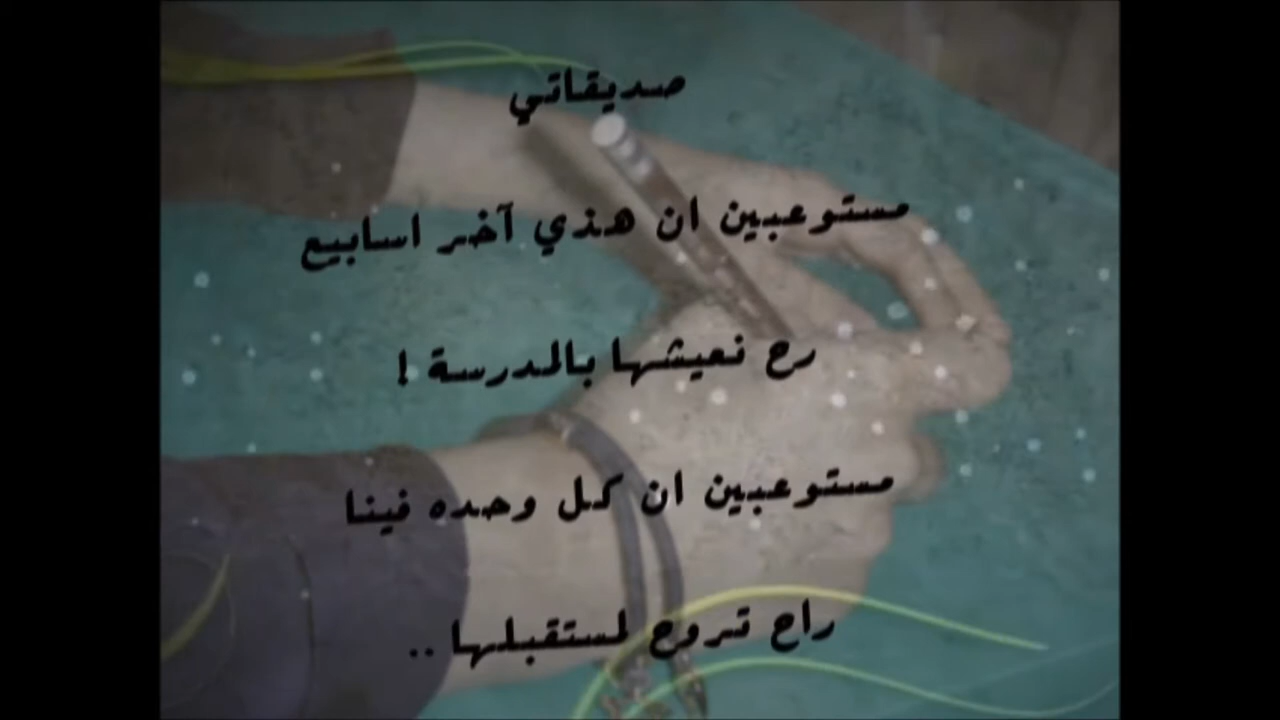 صديقاتي
مستوعبين ان هذي آخر اسابيع
رح نعيشها بالمدرسة !
مستوعبين ان كل وحده فينا
راح تروح لمستقبلها ..